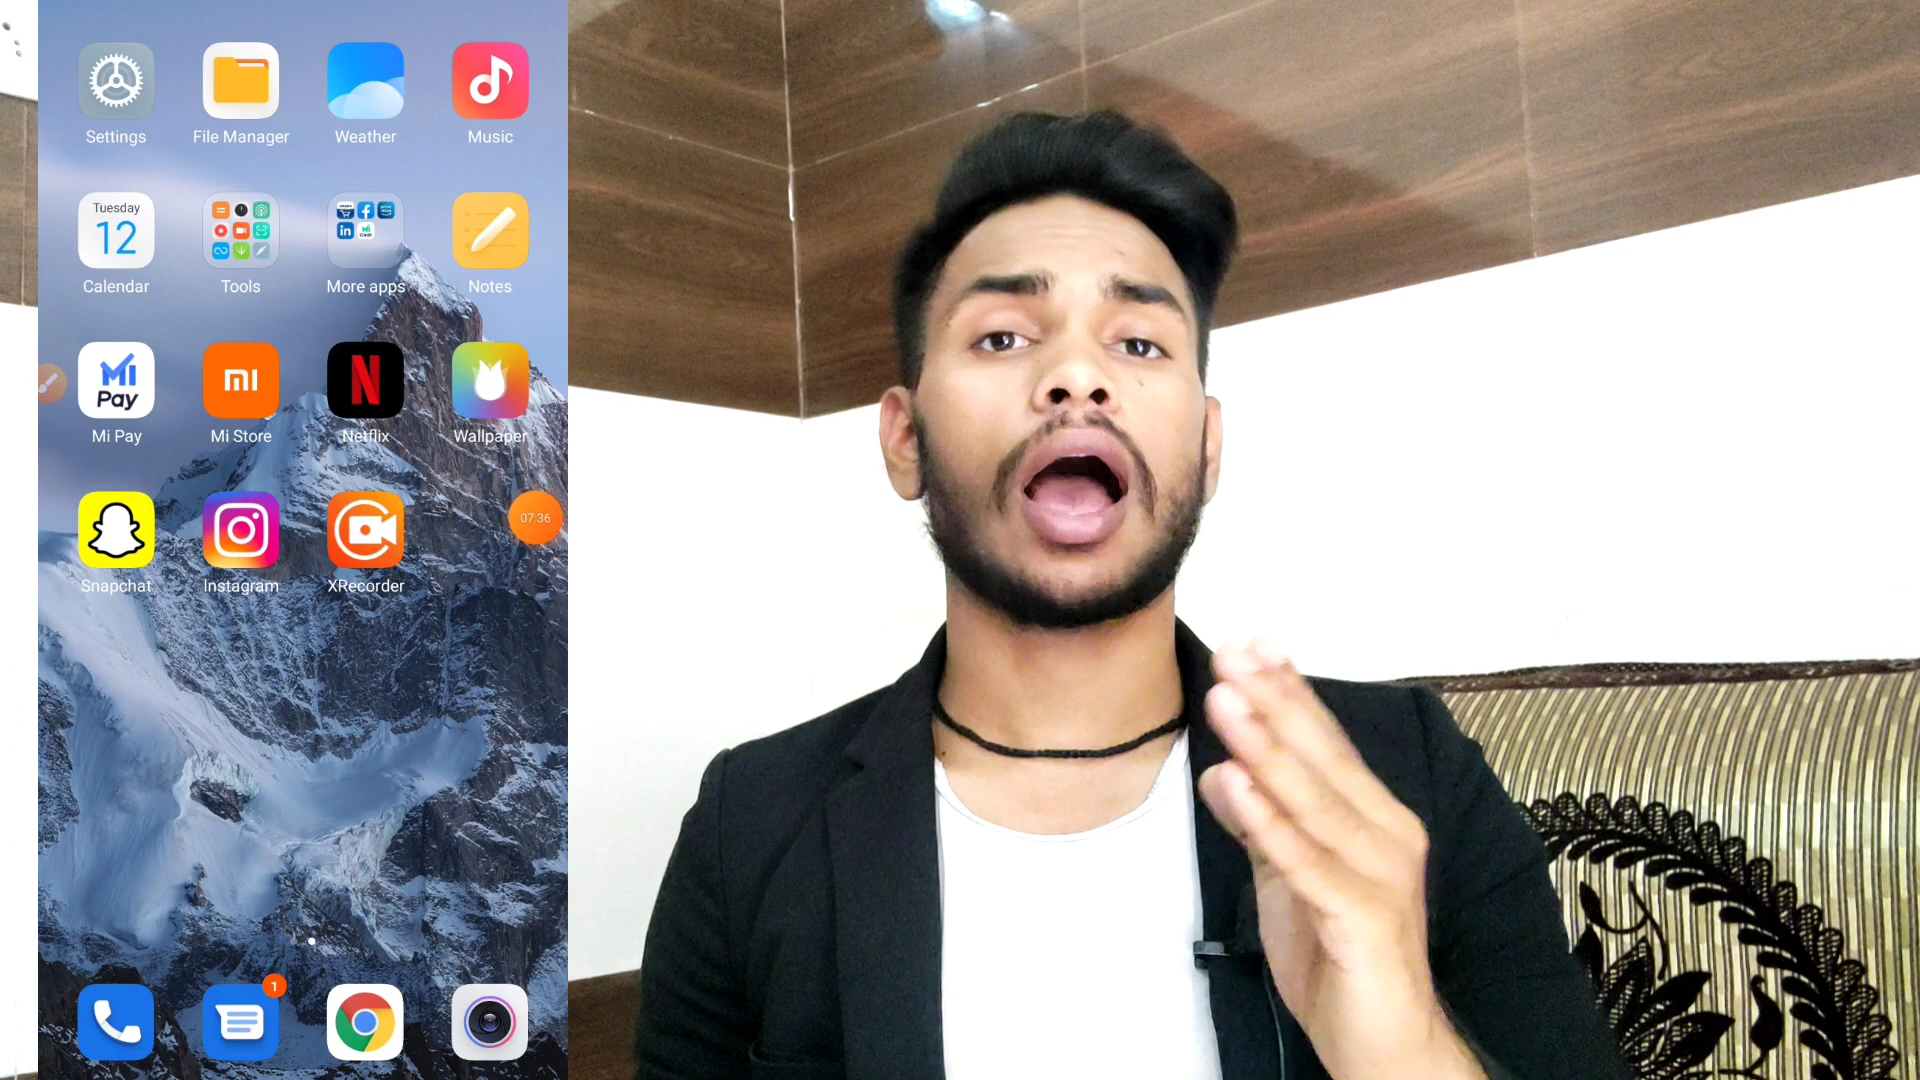 Settings
File Manager
Weather
Music
Tuesday
12
Calendar
Tools
More apps
Notes
in
Mi
Pay
Mi Pay
mi
Mi Store
N
Netflix
Wallpaper
07:36
Snapchat
Instagram
XRecorder
1